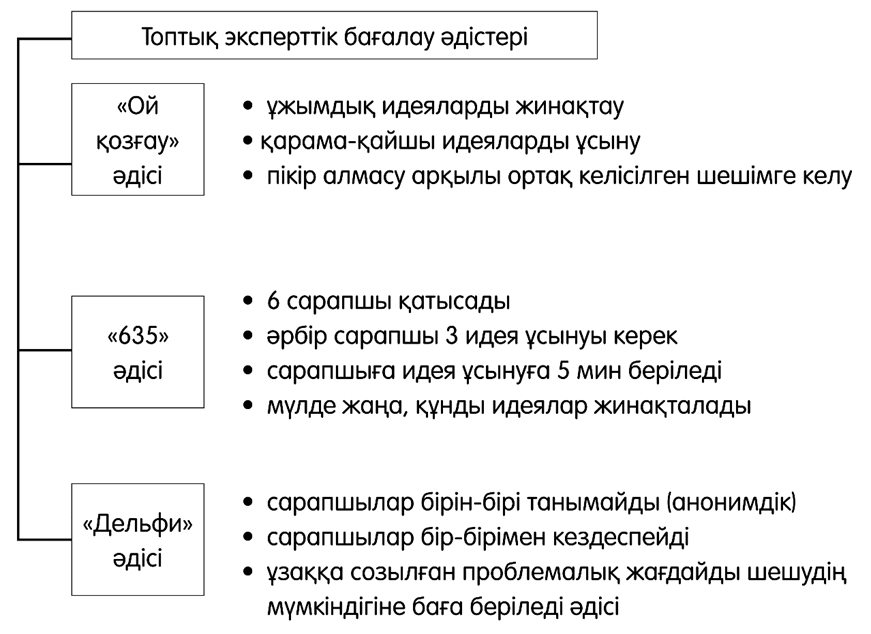 Топтық эксперттік бағалау әдістері
«Ой
қозғау»
әдісі
• ұжымдық идеяларды жинақтау
• қарама-қайшы идеяларды ұсыну
• пікір алмасу арқылы ортақ келісілген шешімге келу
«635»
әдісі
• 6 сарапшы қатысады
• әрбір сарапшы 3 идея ұсынуы керек
• сарапшыға идея ұсынуға 5 мин беріледі
• мүлде жаңа, құнды идеялар жинақталады
«Дельфи»
әдісі
• сарапшылар бірін-бірі танымайды (анонимдік)
• сарапшылар бір-бірімен кездеспейді
• ұзаққа созылған проблемалық жағдайды шешудің
мүмкіндігіне баға беріледі әдісі